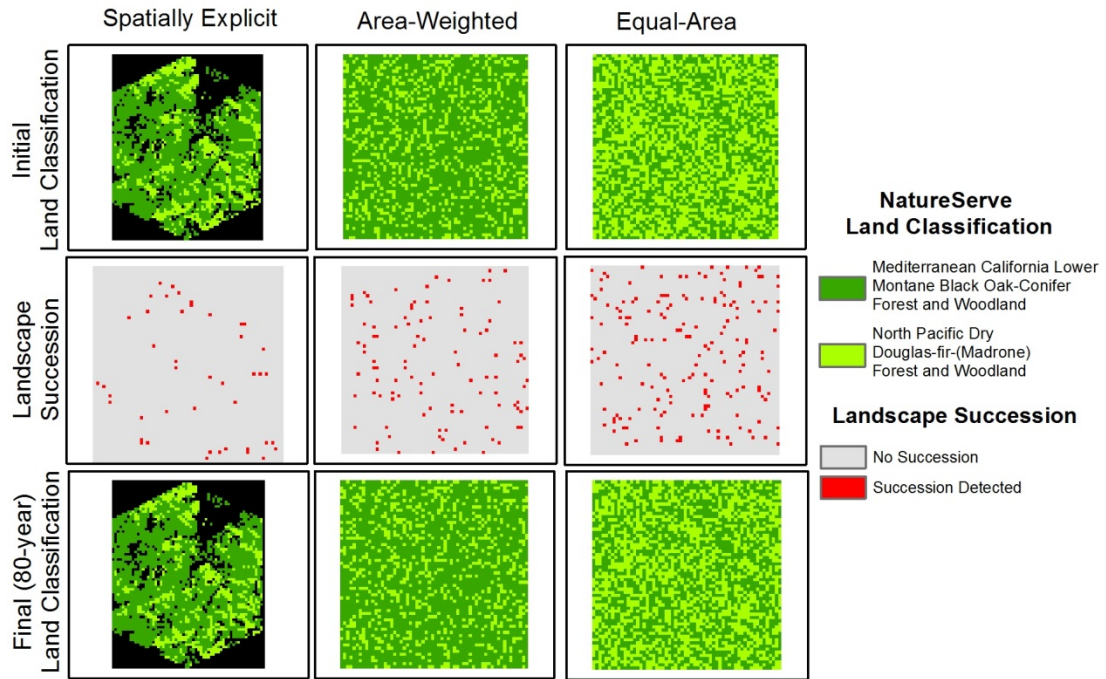 Spatially Explicit
Area-Weighted
Equal-Area
Initial
Land Classification
Landscape
Succession
Final (80-year)
Land Classification
NatureServe
Land Classification
Mediterranean California Lower
Montane Black Oak-Conifer
Forest and Woodland
North Pacific Dry
Douglas-fir-(Madrone)
Forest and Woodland
Landscape Succession
No Succession
Succession Detected